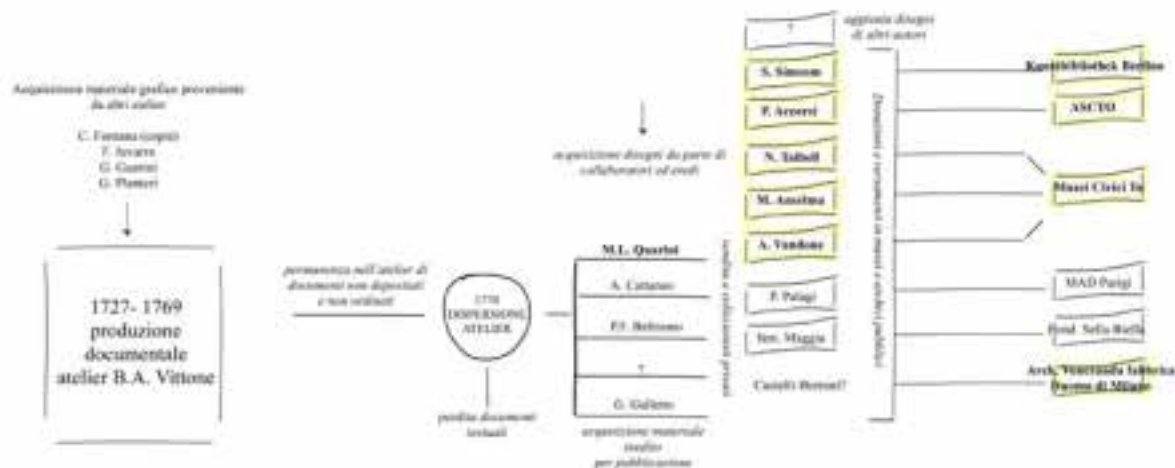 Acquisizione materiale grafico proveniente
da altri atelier
C. Fontana (copie)
F. Juvarra
G. Guarini
G. Planteri
1727- 1769
produzione
documentale
atelier B.A. Vittone
permanenza nell'atelier di
documenti non depositati
e non ordinati
1770
DISPERSIONE
ATELIER
perdita documenti
testuali
acquisizione disegni da parte di
collaboratori ed eredi
M.L. Quarini
A. Cattaneo
P.F. Beltramo
?
G. Galletto
acquisizione materiale
inedito
per pubblicazione
vendita a collezionisti privati
?
S. Simeom
P. Accorsi
N. Tatbell
M. Anselma
A. Vandone
P. Palagi
Sen. Maggia
Castelli
aggiunta disegni
di altri autori
Donazioni e versamenti in musei archivi pubblici
Kunstbibliothek Berlino
ASCTO
Musei Civici To
MAD Parigi
Fond. Sella Biella
Arch. Veneranda fabbrica
Duomo di Milano